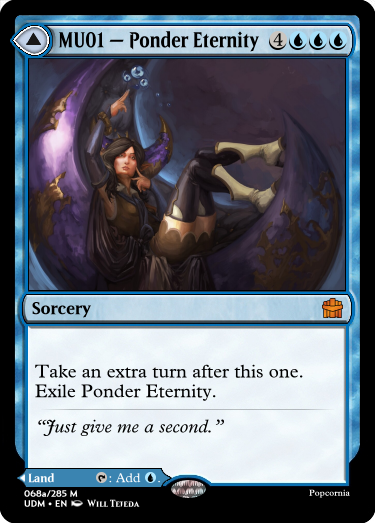 MU01 — Ponder Eternity 4
Sorcery
Take an extra turn after this one.
Exile Ponder Eternity.
“Just give me a second.”
Land : Add
068a/285 M
UDM • EN Will Tejeda
Popcornia